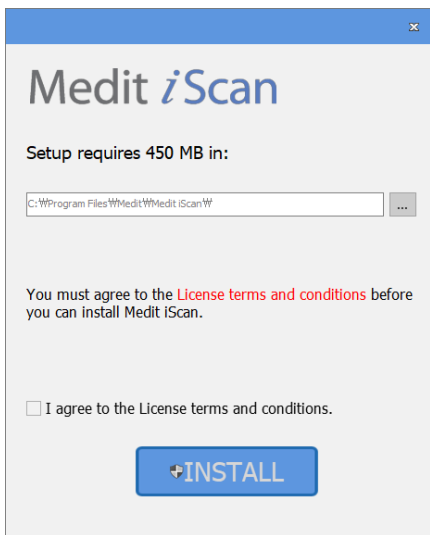 Medit iScan
Setup requires 450 MB in:
C:₩Program Files₩Medit₩Medit iScan₩
...
You must agree to the License terms and conditions before
you can install Medit iScan.
I agree to the License terms and conditions.
INSTALL